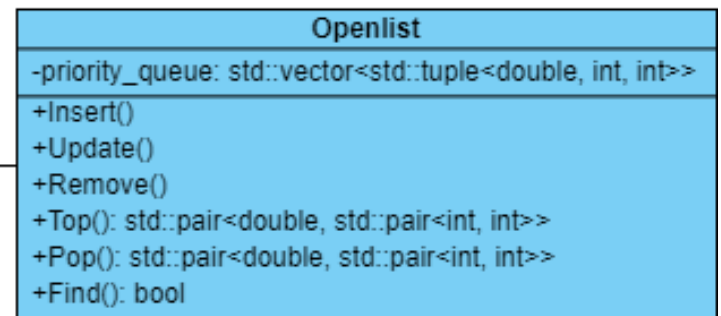 Openlist
-priority_queue: std::vector<std::tuple<double, int, int>>
+Insert()
+Update()
+Remove()
+Top(): std::pair<double, std::pair<int, int>>
+Pop(): std::pair<double, std::pair<int, int>>
+Find(): bool